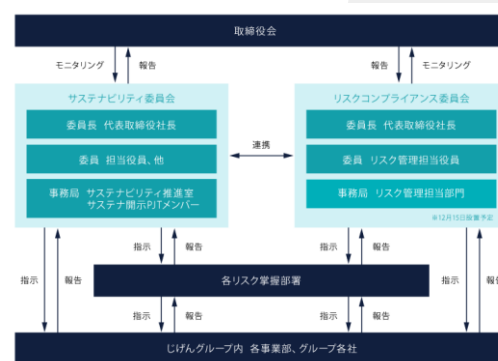 取締役会
モニタリング 報告 報告 モニタリング
サステナビリティ委員会
委員長 代表取締役社長
委員 担当役員、他
事務局 サステナビリティ推進室
サステナ開示PJTメンバー
連携
リスクコンプライアンス委員会
委員長 代表取締役社長
委員 リスク管理担当役員
事務局 リスク管理担当部門
※12月15日設置予定
指示 報告 指示 報告
指示 報告 指示 報告
各リスク掌握部署
指示 報告 指示 報告
じげんグループ内 各事業部、グループ各社